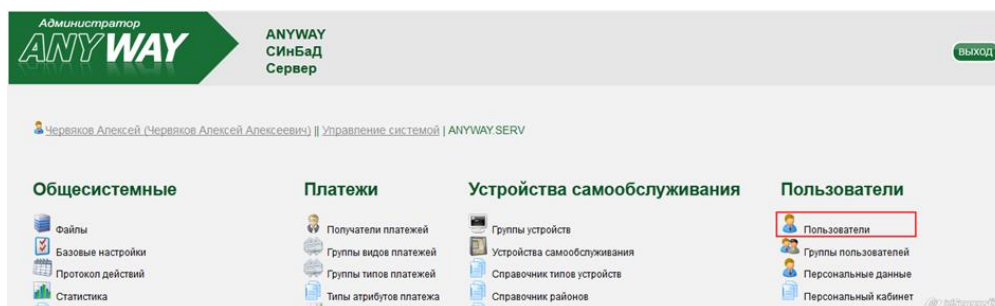 Администратор
ANYWAY
ANYWAY
СИнБаД
Сервер
ВЫХОД
Червяков Алексей (Червяков Алексей Алексеевич) || Управление системой | ANYWAY.SERV
Общесистемные
Файлы
Базовые настройки
Протокол действий
Статистика
Платежи
Получатели платежей
Группы видов платежей
Группы типов платежей
Типы атрибутов платежа
Устройства самообслуживания
Группы устройств
Устройства самообслуживания
Справочник типов устройств
Справочник районов
Пользователи
Пользователи
Группы пользователей
Персональные данные
Персональный кабинет